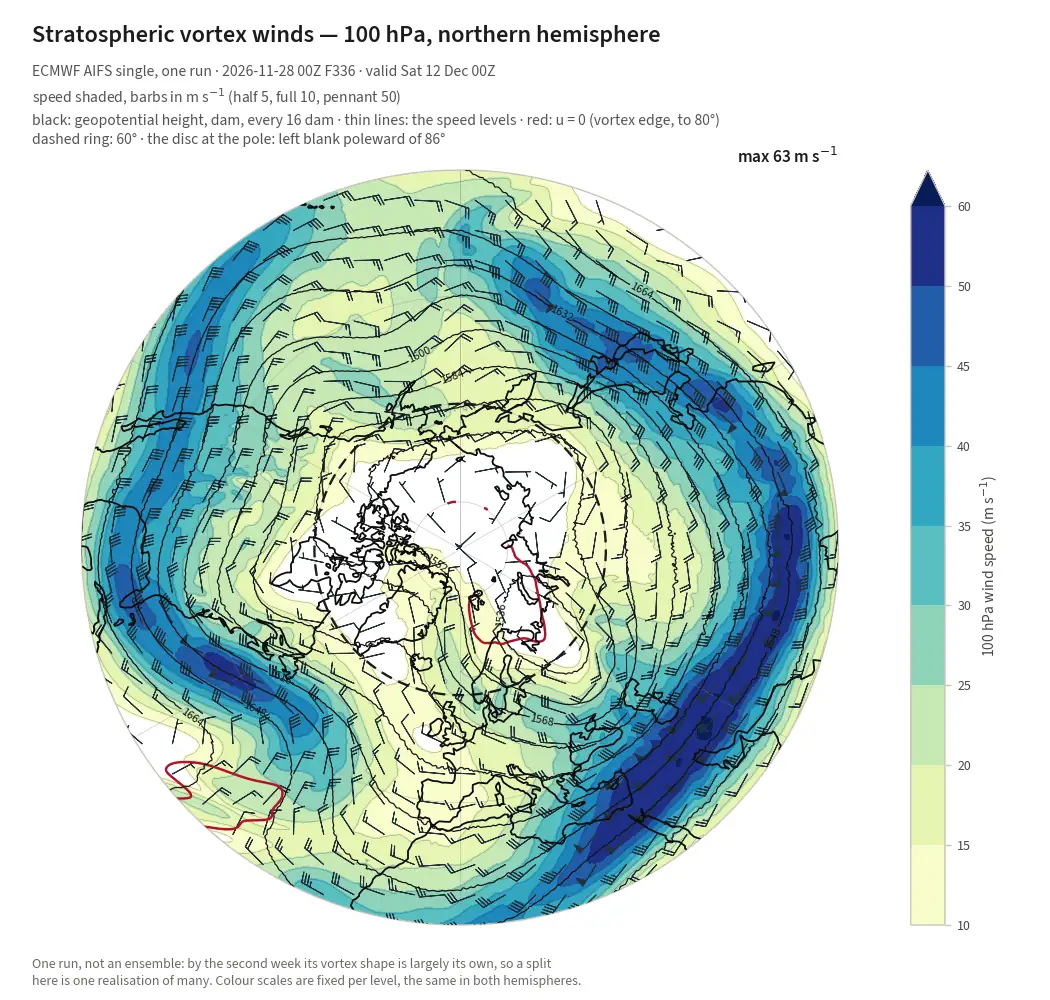 Stratospheric vortex winds — 100 hPa, northern hemisphere
ECMWF AIFS single, one run · 2026-11-28 00Z F336 · valid Sat 12 Dec 00Z
speed shaded, barbs in m s⁻¹ (half 5, full 10, pennant 50)
black: geopotential height, dam, every 16 dam · thin lines: the speed levels · red: u = 0 (vortex edge, to 80°)
dashed ring: 60° · the disc at the pole: left blank poleward of 86°
max 63 m s⁻¹
1664
1632
1600
1584
1552
1536
1568
1648
1648
1664
60
50
45
40
35
30
25
20
15
10
100 hPa wind speed (m s⁻¹)
One run, not an ensemble: by the second week its vortex shape is largely its own, so a split
here is one realisation of many. Colour scales are fixed per level, the same in both hemispheres.